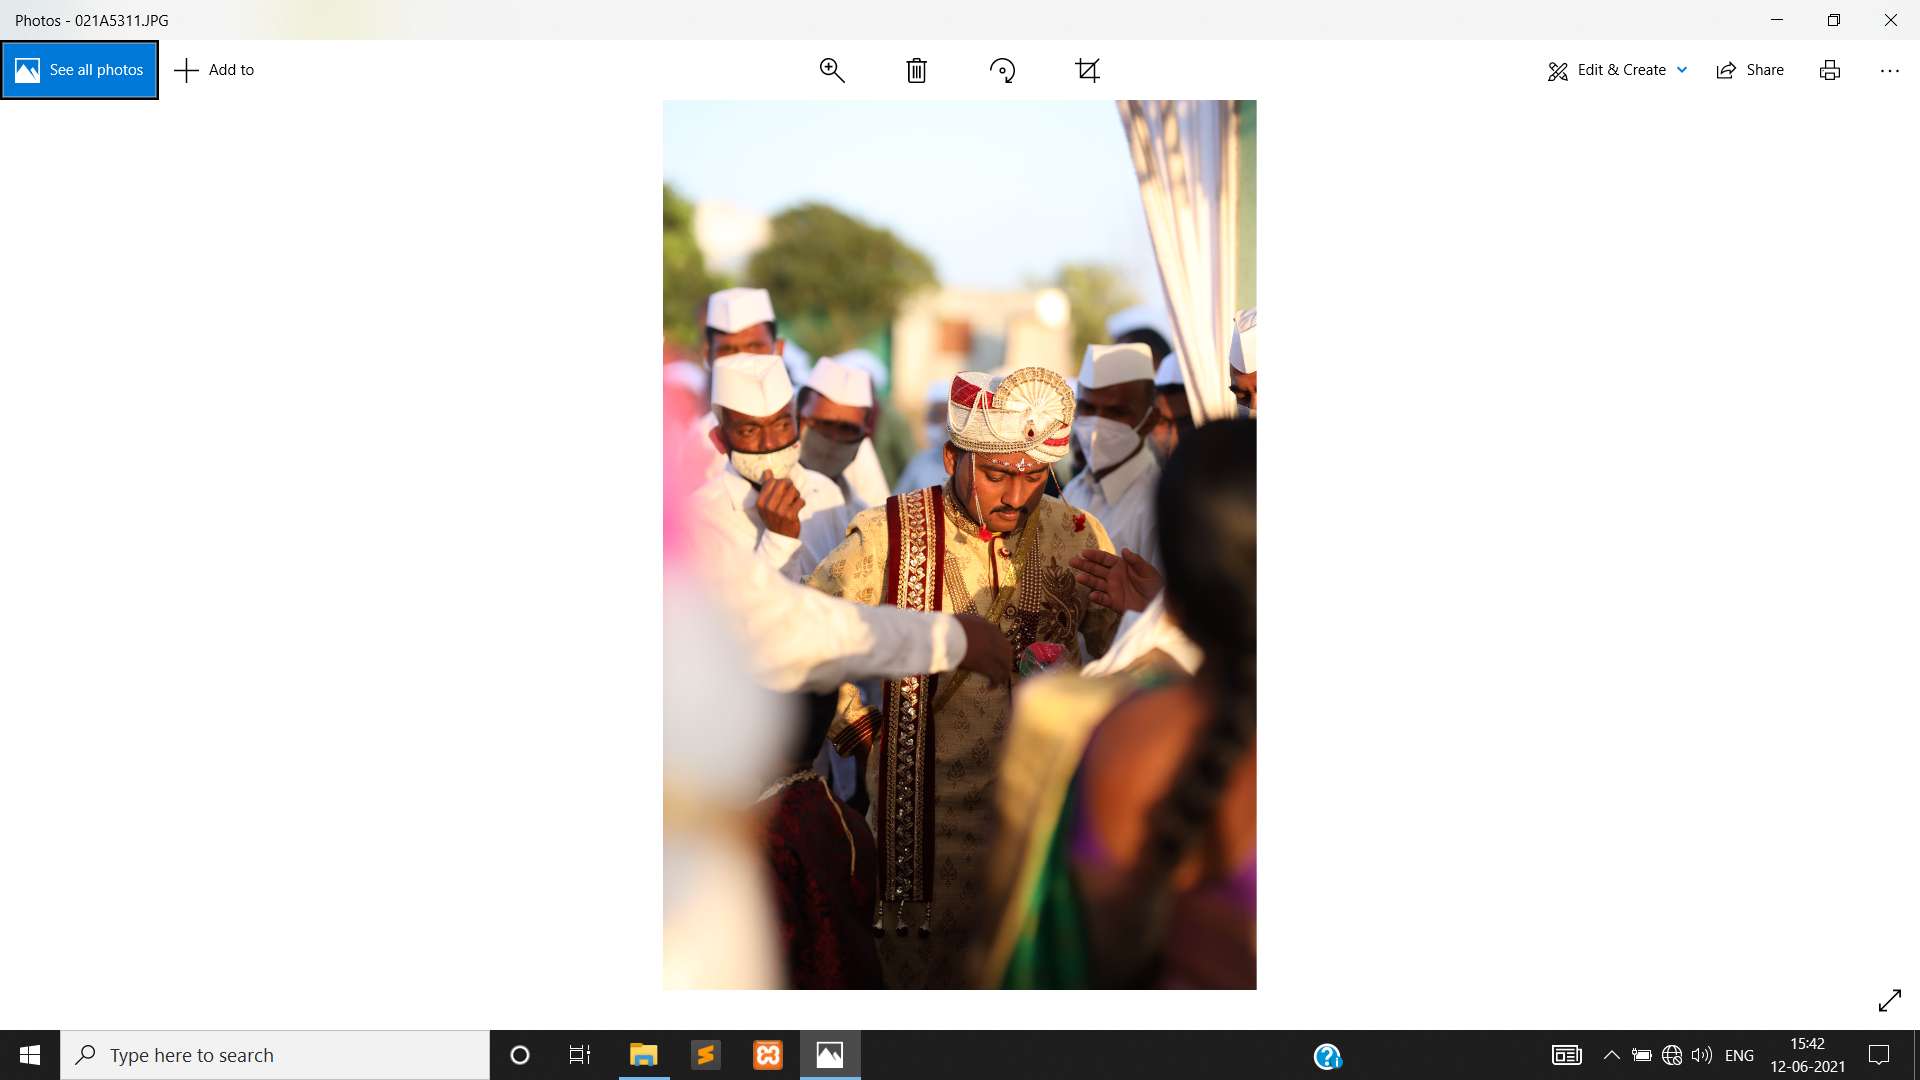 Photos - 021A5311.JPG
See all photos
Add to
Edit & Create
Share
Type here to search
ENG
15:42
12-06-2021